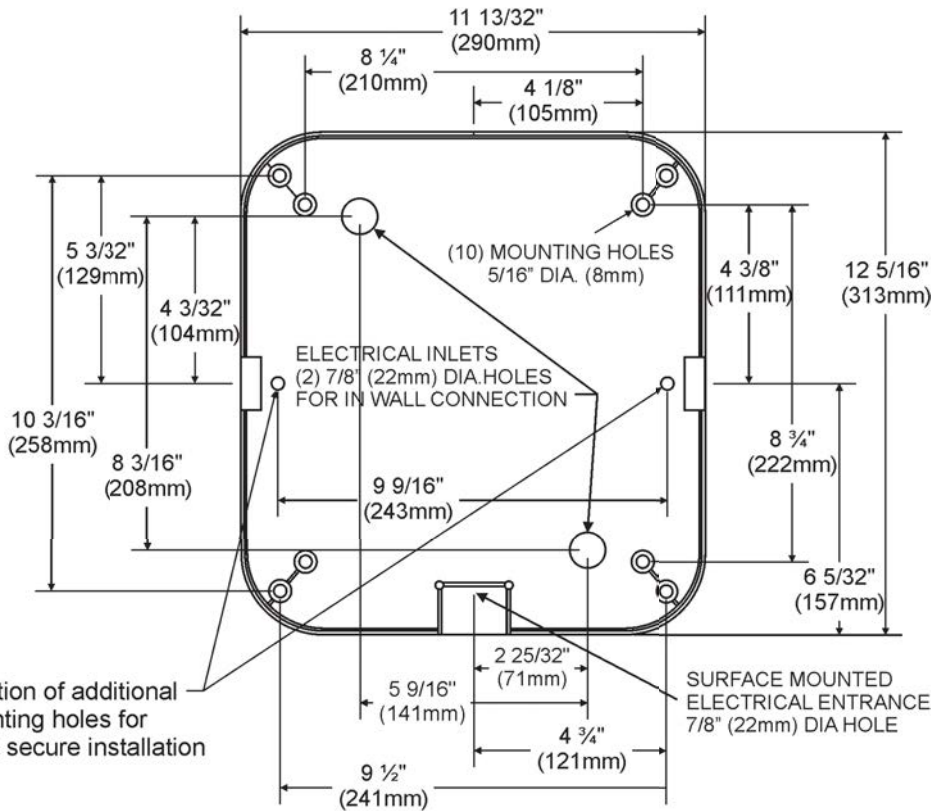 11 13/32"
(290mm)
8 ¼"
(210mm)
4 1/8"
(105mm)
5 3/32"
(129mm)
4 3/32"
(104mm)
(10) MOUNTING HOLES
5/16" DIA. (8mm)
4 3/8"
(111mm)
12 5/16"
(313mm)
ELECTRICAL INLETS
(2) 7/8" (22mm) DIA.HOLES
FOR IN WALL CONNECTION
10 3/16"
(258mm)
8 3/16"
(208mm)
8 ¾"
(222mm)
9 9/16"
(243mm)
6 5/32"
(157mm)
2 25/32"
(71mm)
5 9/16"
(141mm)
SURFACE MOUNTED
ELECTRICAL ENTRANCE
7/8" (22mm) DIA HOLE
tion of additional
nting holes for
secure installation
4 ¾"
(121mm)
9 ½"
(241mm)